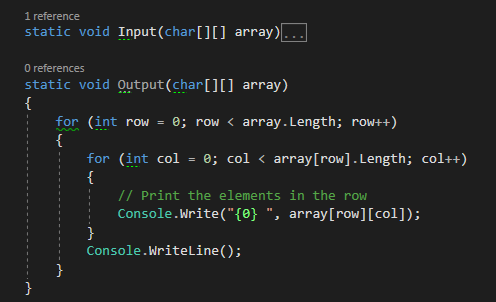 1 reference
static void Input(char[][] array)...
0 references
static void Output(char[][] array)
{
for (int row = 0; row < array.Length; row++)
{
for (int col = 0; col < array[row].Length; col++)
{
// Print the elements in the row
Console.Write("{0} ", array[row][col]);
}
Console.WriteLine();
}
}